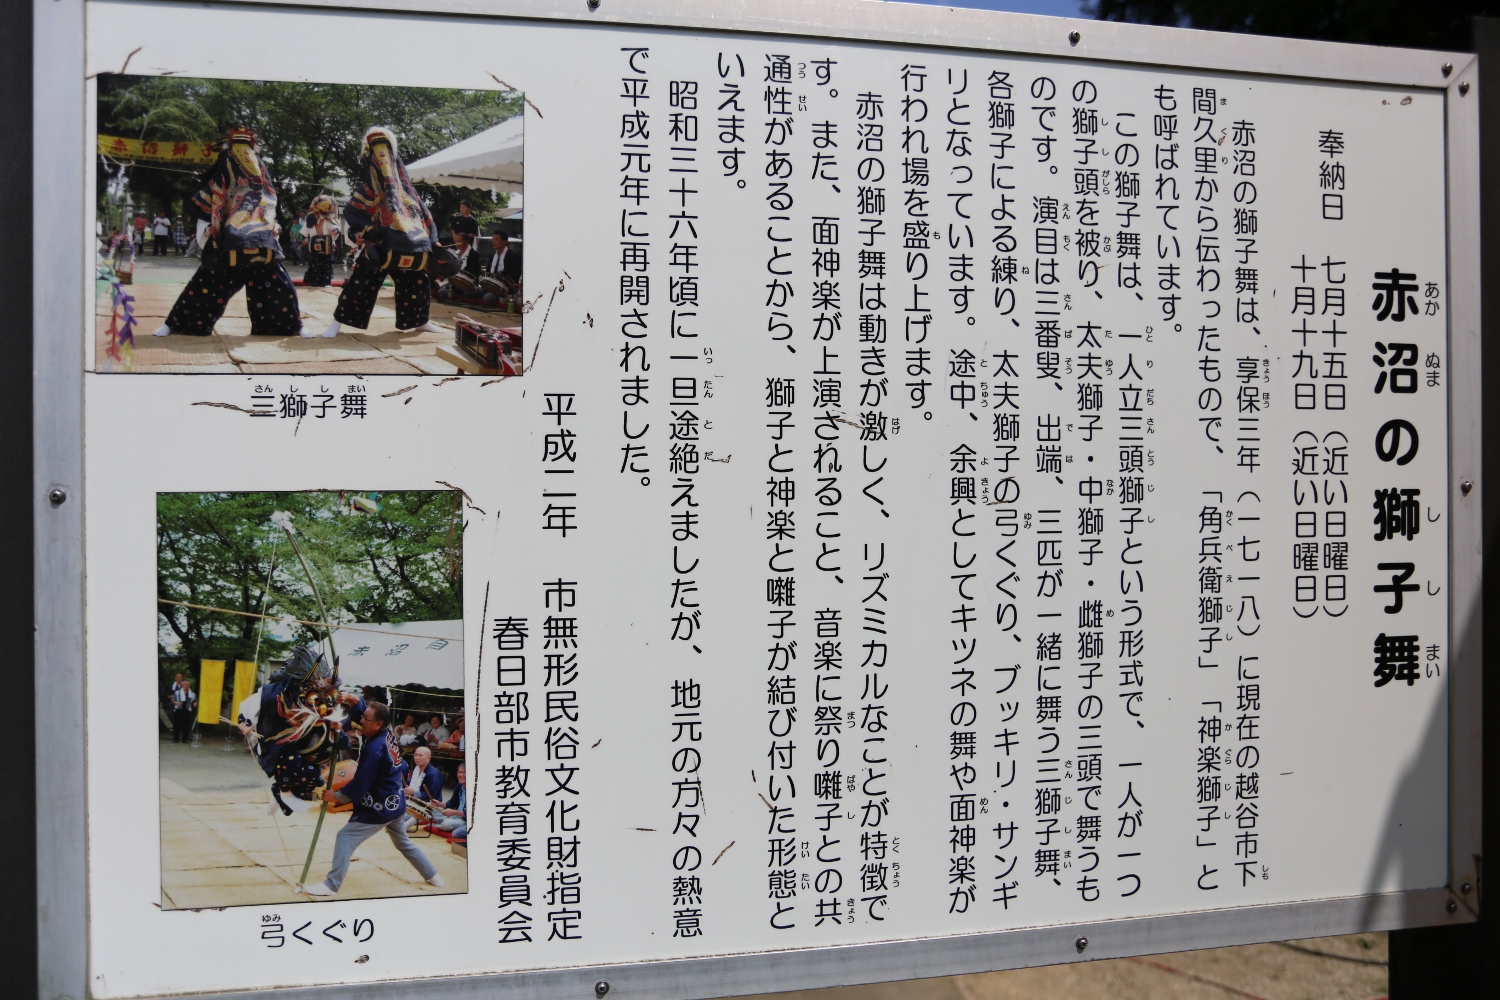 赤沼の獅子舞
奉納日　七月十五日（近い日曜日）
十月十九日（近い日曜日）
赤沼の獅子舞は、享保三年（一七一八）に現在の越谷市下
間久里から伝わったもので、「角兵衛獅子」「神楽獅子」と
も呼ばれています。
この獅子舞は、一人立三頭獅子という形式で、一人が一つ
の獅子頭を被り、太夫獅子・中獅子・雌獅子の三頭で舞うも
のです。演目は三番叟、出端、三匹が一緒に舞う三獅子舞、
各獅子による練り、太夫獅子の弓くぐり、ブッキリ・サンギ
リとなっています。途中、余興としてキツネの舞や面神楽が
行われ場を盛り上げます。
赤沼の獅子舞は動きが激しく、リズミカルなことが特徴で
す。また、面神楽が上演されること、音楽に祭り囃子との共
通性があることから、獅子と神楽と囃子が結び付いた形態と
いえます。
昭和三十六年頃に一旦途絶えましたが、地元の方々の熱意
で平成元年に再開されました。
平成二年　市無形民俗文化財指定
春日部市教育委員会
赤沼獅子
三獅子舞
赤沼
弓くぐり